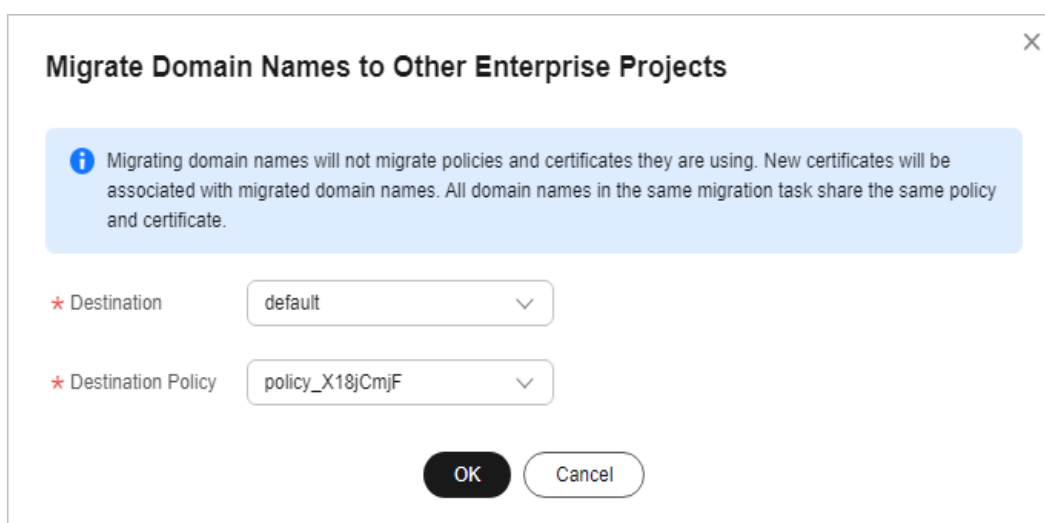 Migrate Domain Names to Other Enterprise Projects
Migrating domain names will not migrate policies and certificates they are using. New certificates will be
associated with migrated domain names. All domain names in the same migration task share the same policy
and certificate.
* Destination default
* Destination Policy policy_X18jCmjF
OK Cancel